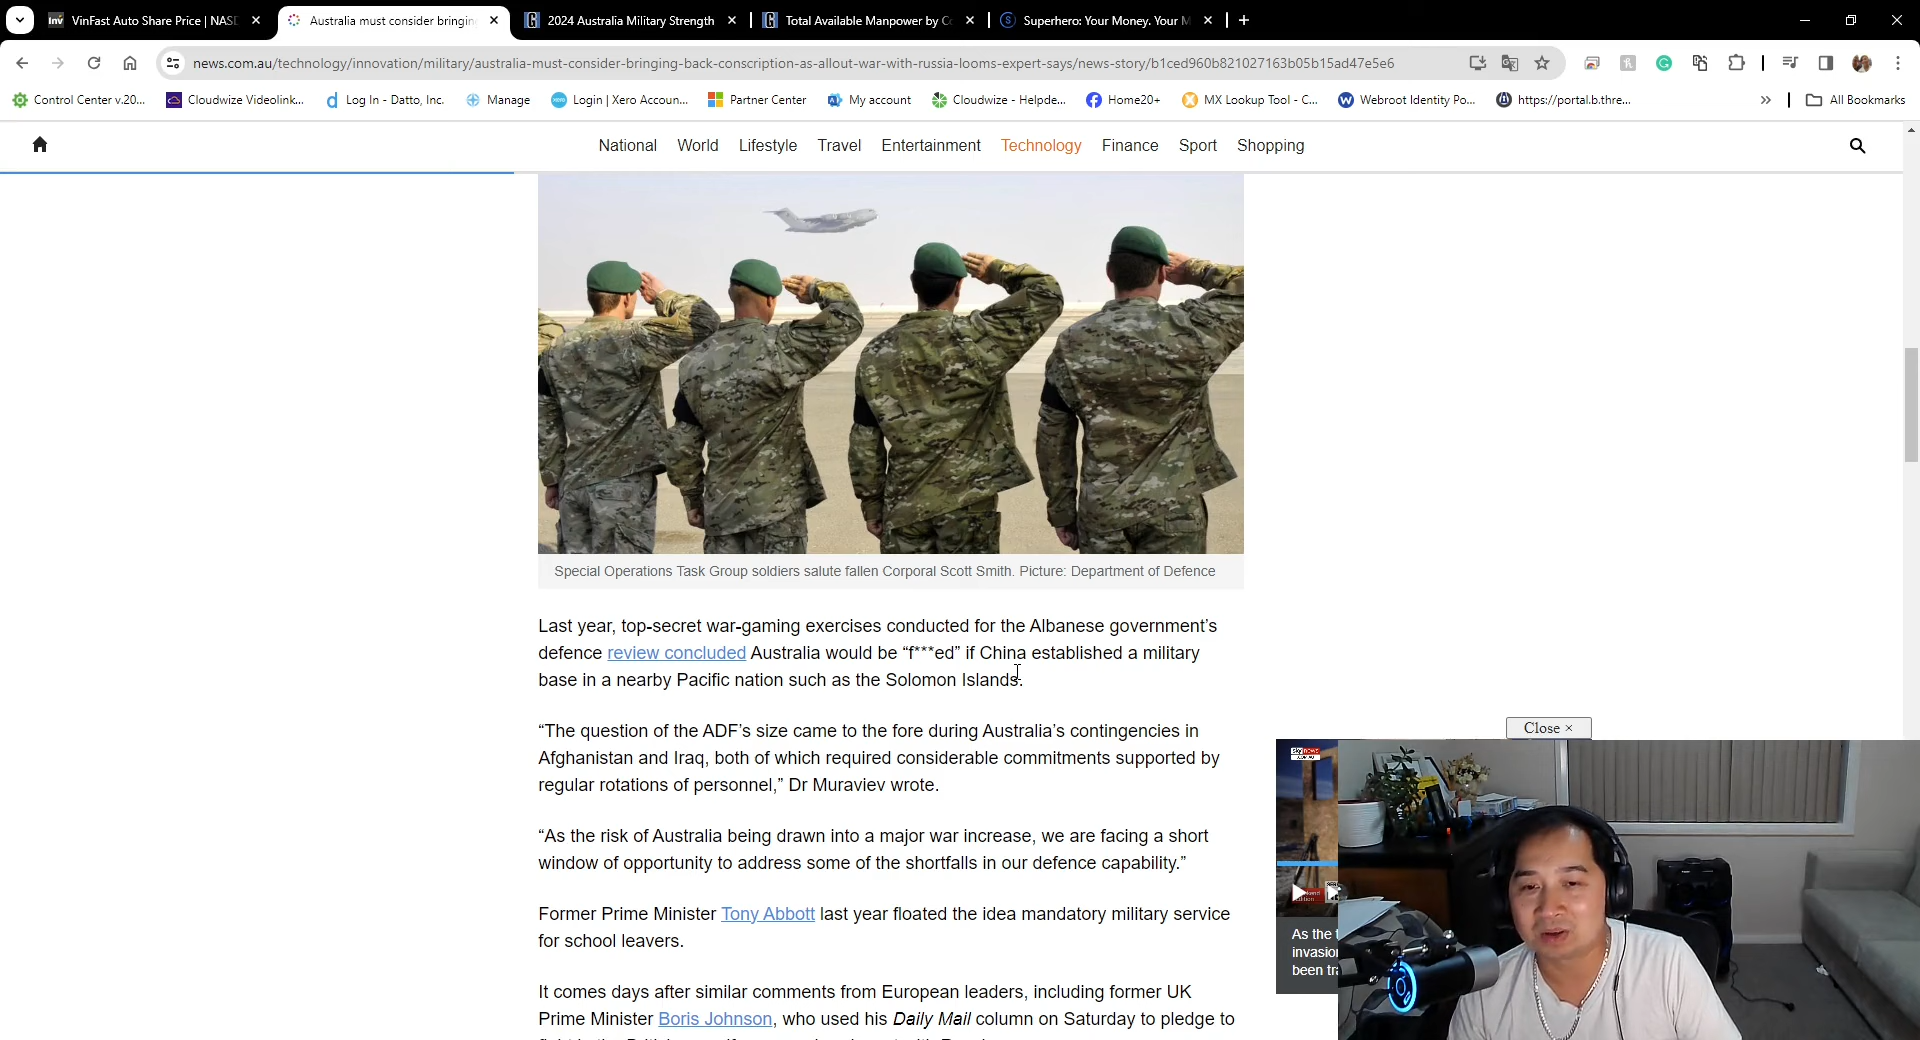 VinFast Auto Share Price | NASD
Australia must consider bringing
2024 Australia Military Strength
Total Available Manpower by Co
Superhero: Your Money. Your M
news.com.au/technology/innovation/military/australia-must-consider-bringing-back-conscription-as-allout-war-with-russia-looms-expert-says/news-story/b1ced960b821027163b05b15ad47e5e6
Control Center v.20...
Cloudwize Videolink...
Log In - Datto, Inc.
Manage
Login | Xero Accoun...
Partner Center
My account
Cloudwize - Helpde...
Home20+
MX Lookup Tool - C...
Webroot Identity Po...
https://portal.b.thre...
All Bookmarks
National World Lifestyle Travel Entertainment Technology Finance Sport Shopping
Special Operations Task Group soldiers salute fallen Corporal Scott Smith. Picture: Department of Defence
Last year, top-secret war-gaming exercises conducted for the Albanese government’s
defence review concluded Australia would be “f***ed” if China established a military
base in a nearby Pacific nation such as the Solomon Islands.
“The question of the ADF’s size came to the fore during Australia’s contingencies in
Afghanistan and Iraq, both of which required considerable commitments supported by
regular rotations of personnel,” Dr Muraviev wrote.
“As the risk of Australia being drawn into a major war increase, we are facing a short
window of opportunity to address some of the shortfalls in our defence capability.”
Former Prime Minister Tony Abbott last year floated the idea mandatory military service
for school leavers.
It comes days after similar comments from European leaders, including former UK
Prime Minister Boris Johnson, who used his Daily Mail column on Saturday to pledge to
Close ×
sky news
As the
invasio
been tra